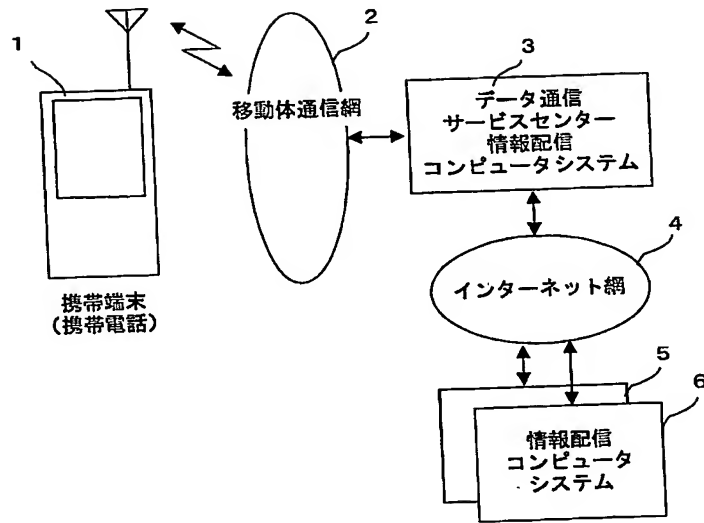 1
2
移動体通信網
3
データ通信
サービスセンター
情報配信
コンピュータシステム
4
インターネット網
携帯端末
(携帯電話)
5
6
情報配信
コンピュータ
システム